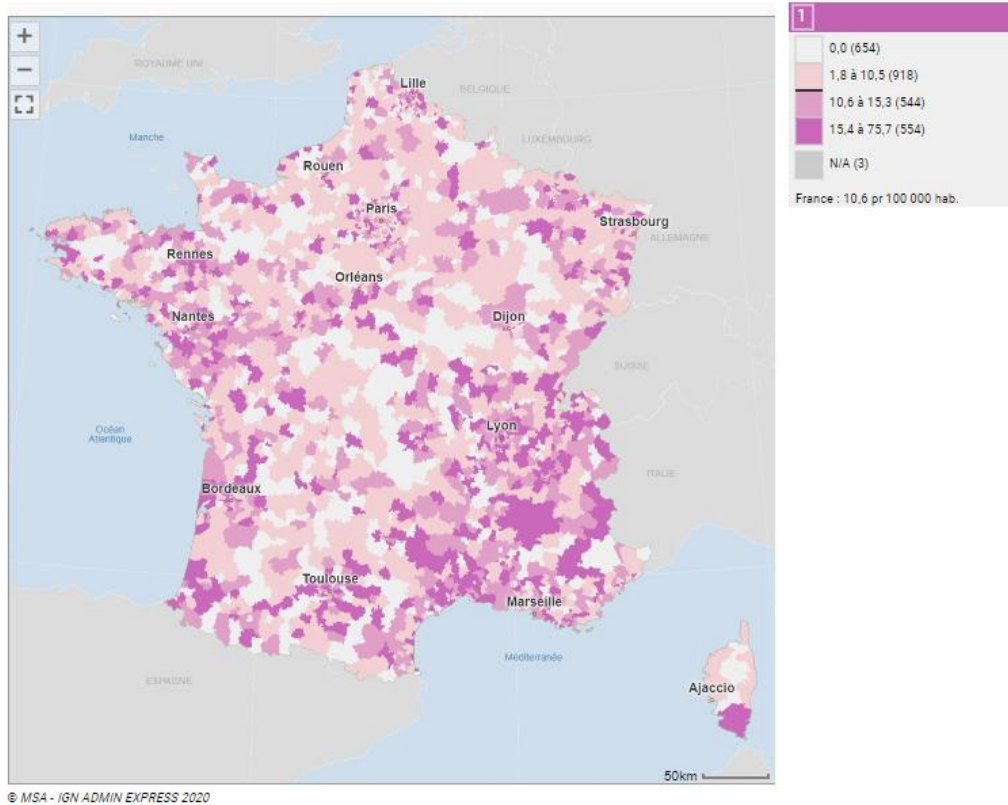 +
−
ROYAUME UNI
Lille
BELGIQUE
Manche
LUXEMBOURG
Rouen
Paris
Strasbourg
ALLEMAGNE
Rennes
Orléans
Nantes
Dijon
SUISSE
Lyon
Océan
Atlantique
ITALIE
Bordeaux
Toulouse
Marseille
Méditerranée
ESPAGNE
Ajaccio
50km
© MSA - IGN ADMIN EXPRESS 2020
1
0,0 (654)
1,8 à 10,5 (918)
10,6 à 15,3 (544)
15,4 à 75,7 (554)
N/A (3)
France : 10,6 pr 100 000 hab.